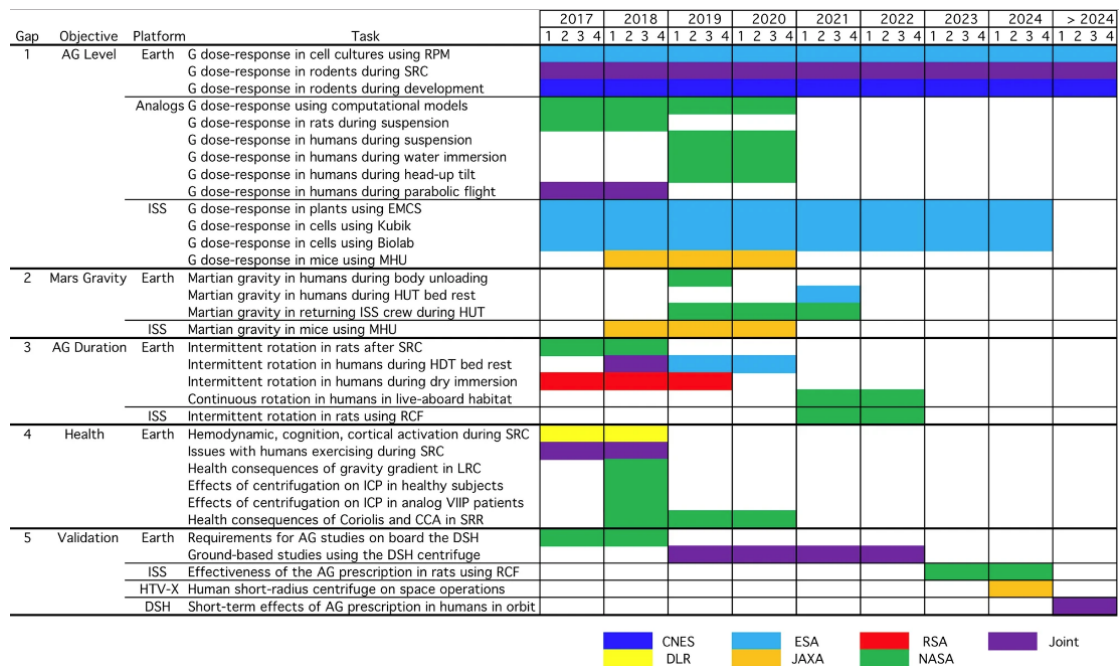 2017 2018 2019 2020 2021 2022 2023 2024 > 2024
Gap Objective Platform Task 1 2 3 4 1 2 3 4 1 2 3 4 1 2 3 4 1 2 3 4 1 2 3 4 1 2 3 4 1 2 3 4 1 2 3 4
1 AG Level Earth G dose-response in cell cultures using RPM
G dose-response in rodents during SRC
G dose-response in rodents during development
Analogs G dose-response using computational models
G dose-response in rats during suspension
G dose-response in humans during suspension
G dose-response in humans during water immersion
G dose-response in humans during head-up tilt
G dose-response in humans during parabolic flight
ISS G dose-response in plants using EMCS
G dose-response in cells using Kubik
G dose-response in cells using Biolab
G dose-response in mice using MHU
2 Mars Gravity Earth Martian gravity in humans during body unloading
Martian gravity in humans during HUT bed rest
Martian gravity in returning ISS crew during HUT
ISS Martian gravity in mice using MHU
3 AG Duration Earth Intermittent rotation in rats after SRC
Intermittent rotation in humans during HDT bed rest
Intermittent rotation in humans during dry immersion
Continuous rotation in humans in live-aboard habitat
ISS Intermittent rotation in rats using RCF
4 Health Earth Hemodynamic, cognition, cortical activation during SRC
Issues with humans exercising during SRC
Health consequences of gravity gradient in LRC
Effects of centrifugation on ICP in healthy subjects
Effects of centrifugation on ICP in analog VIIP patients
Health consequences of Coriolis and CCA in SRR
5 Validation Earth Requirements for AG studies on board the DSH
Ground-based studies using the DSH centrifuge
ISS Effectiveness of the AG prescription in rats using RCF
HTV-X Human short-radius centrifuge on space operations
DSH Short-term effects of AG prescription in humans in orbit
CNES ESA RSA Joint
DLR JAXA NASA